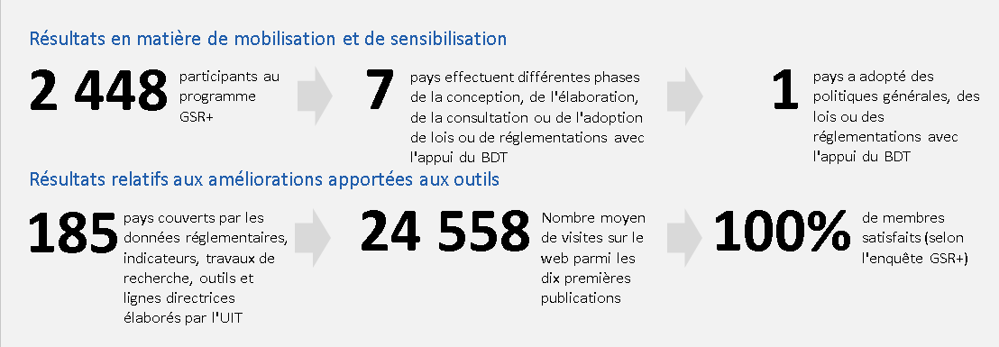 Résultats en matière de mobilisation et de sensibilisation
2 448
participants au
programme
GSR+
7
pays effectuent différentes phases
de la conception, de l'élaboration,
de la consultation ou de l'adoption
de lois ou de réglementations avec
l'appui du BDT
1
pays a adopté des
politiques générales, des
lois ou des
réglementations avec
l'appui du BDT
Résultats relatifs aux améliorations apportées aux outils
185
pays couverts par les
données réglementaires,
indicateurs, travaux de
recherche, outils et
lignes directrices
élaborés par l'UIT
24 558
Nombre moyen
de visites sur le
web parmi les
dix premières
publications
100%
de membres
satisfaits (selon
l'enquête GSR+)